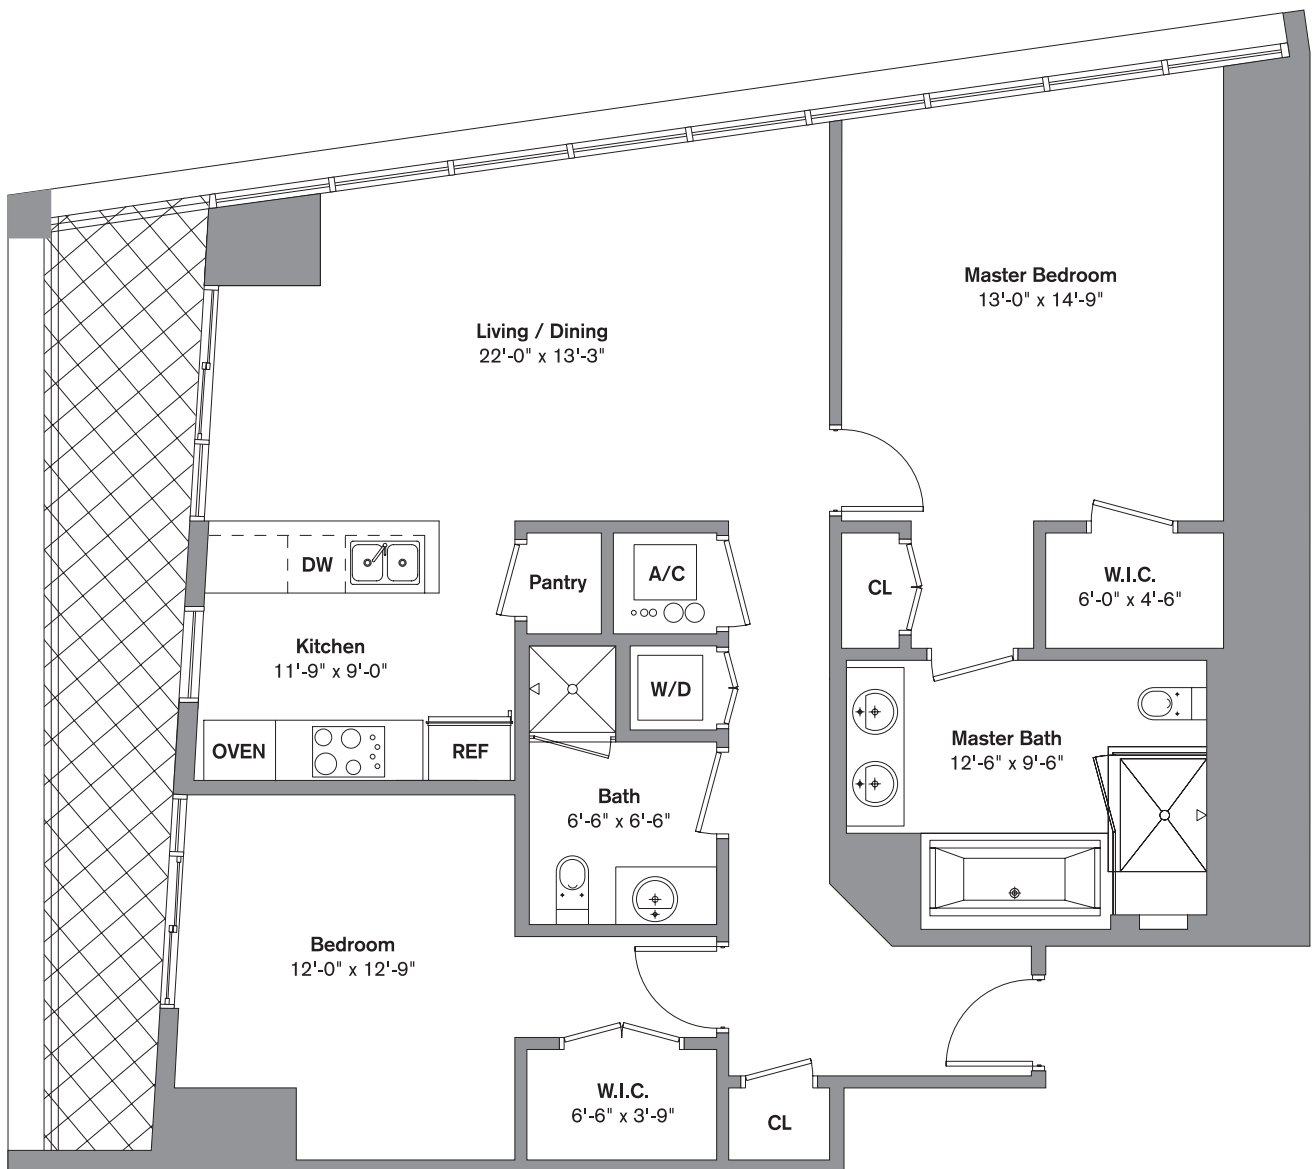 Master Bedroom
13'-0" x 14'-9"
Living / Dining
22'-0" x 13'-3"
DW
Pantry
A/C
CL
W.I.C.
6'-0" x 4'-6"
Kitchen
11'-9" x 9'-0"
W/D
OVEN
REF
Master Bath
12'-6" x 9'-6"
Bath
6'-6" x 6'-6"
Bedroom
12'-0" x 12'-9"
W.I.C.
6'-6" x 3'-9"
CL